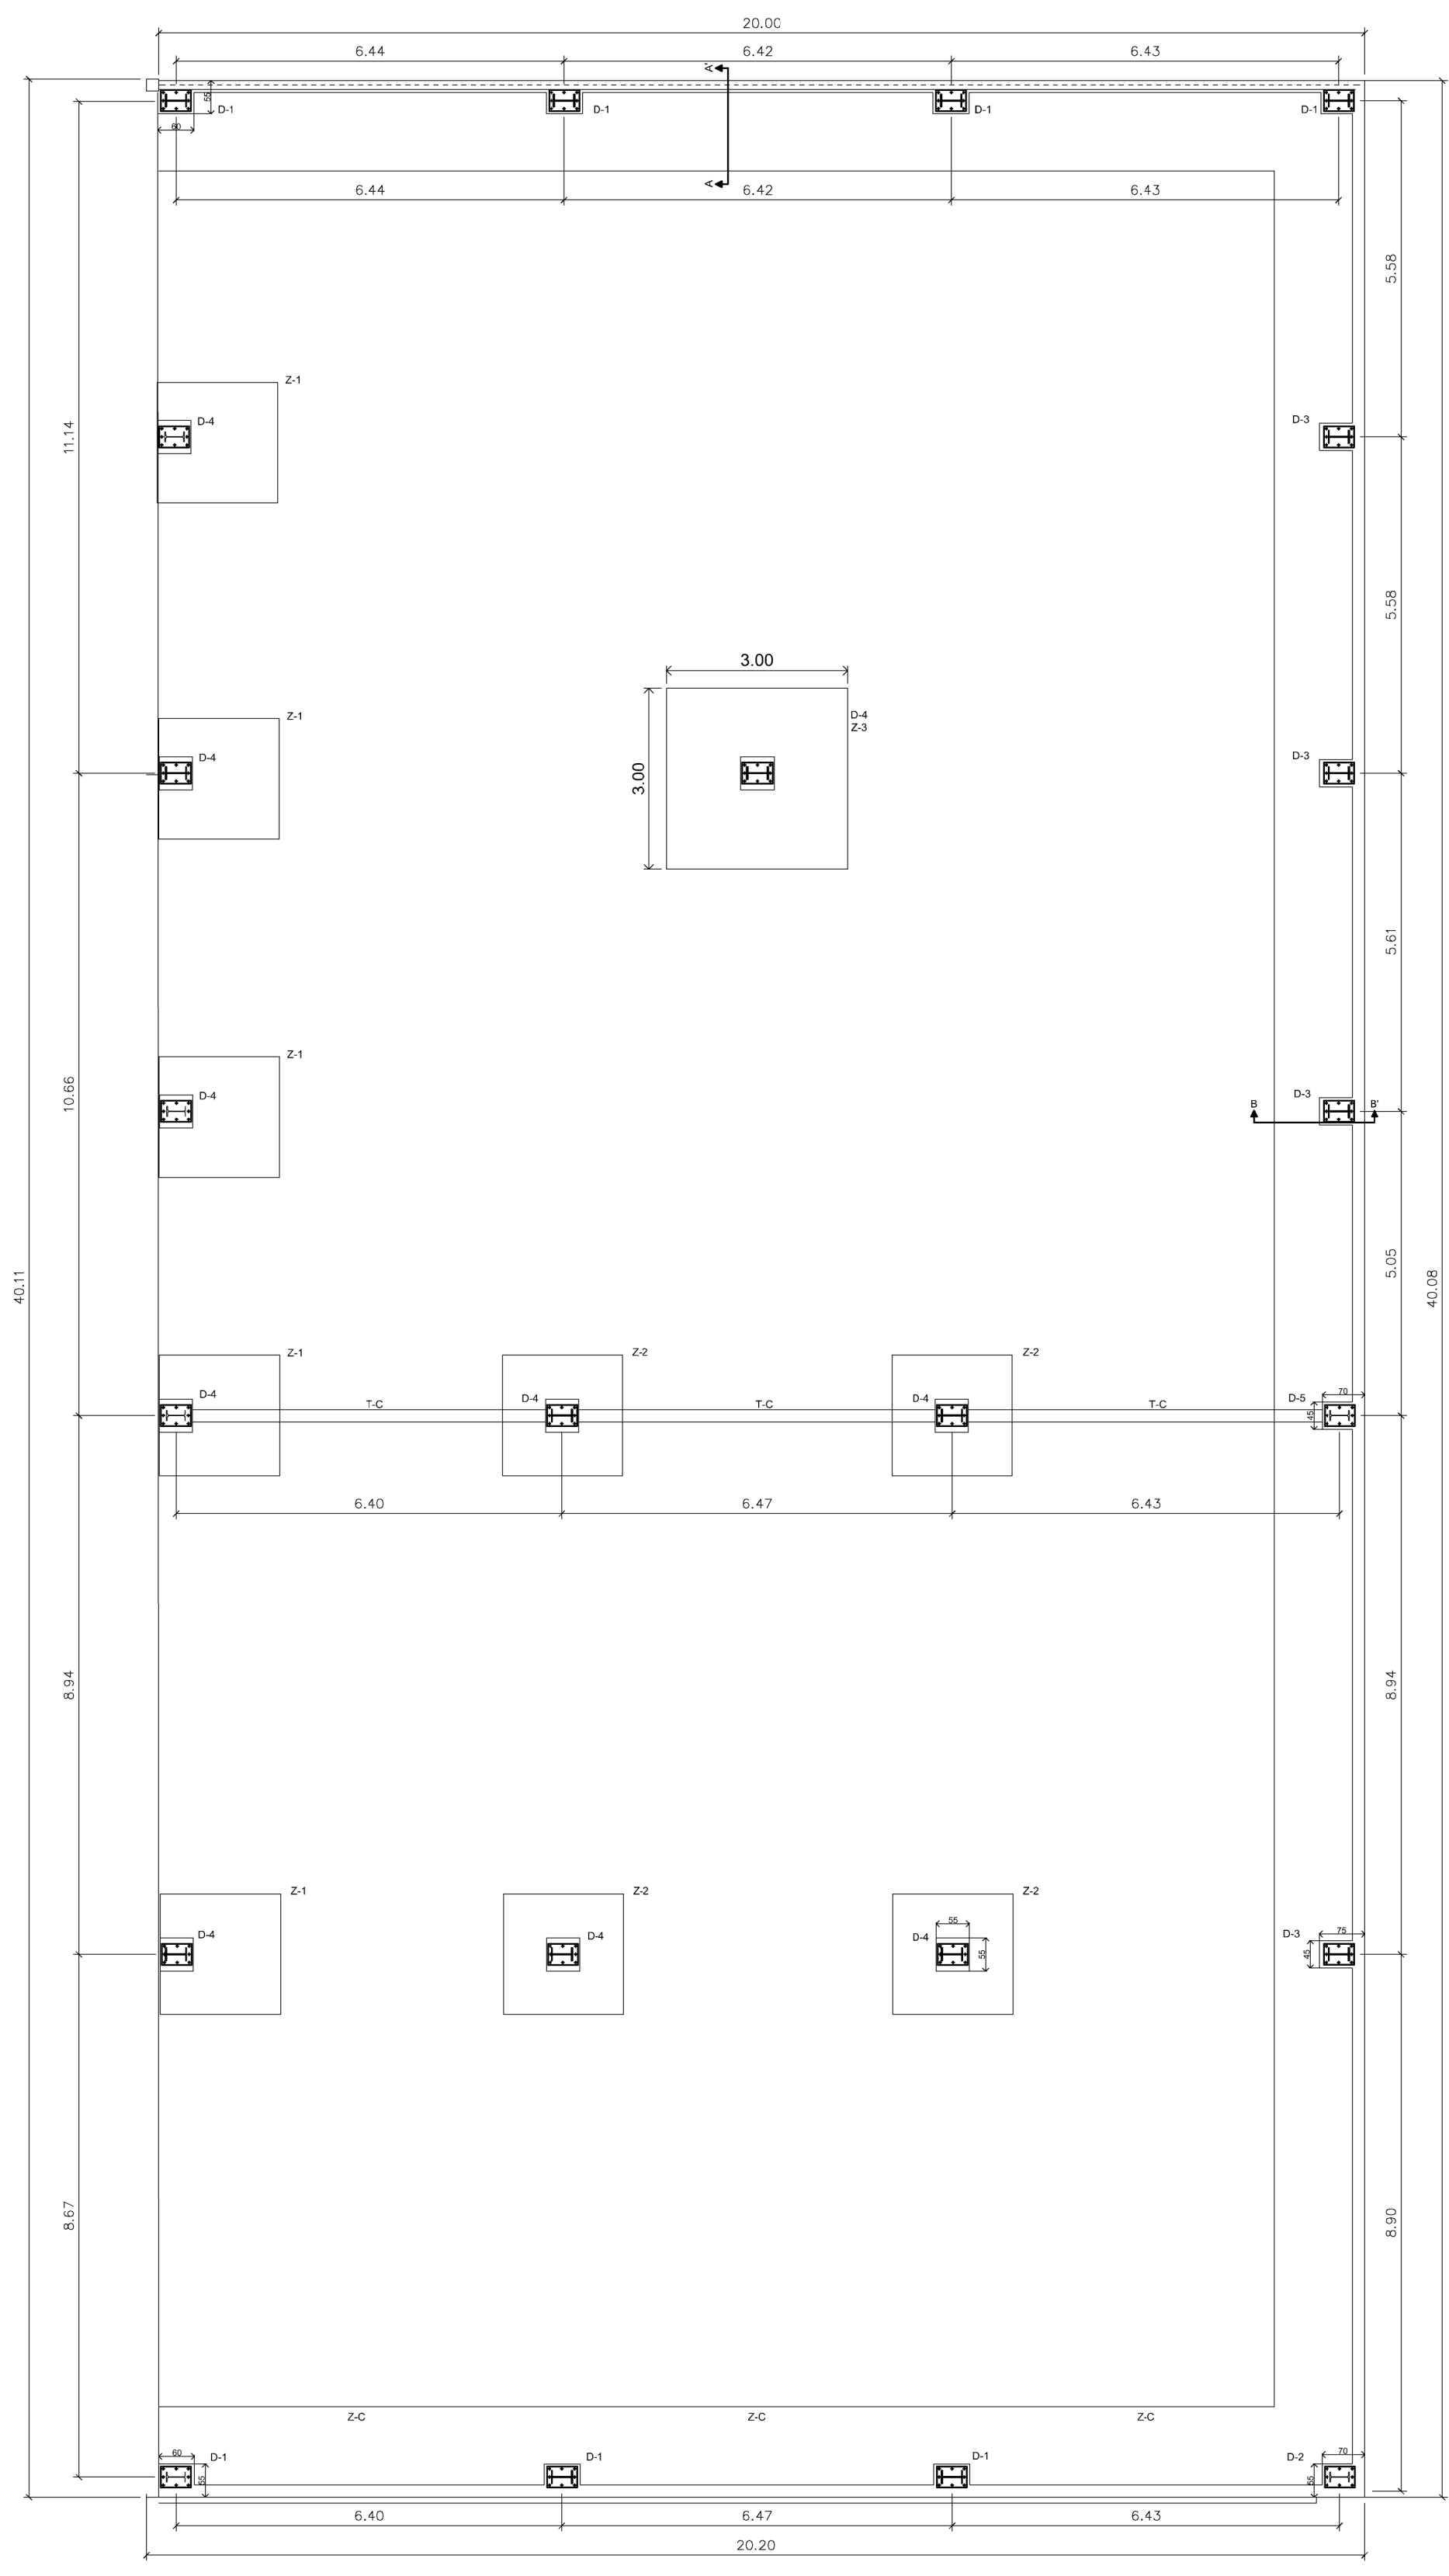 20.00
6.44
6.42
6.43
A'
55
D-1
D-1
D-1
D-1
60
A
6.44
6.42
6.43
5.58
Z-1
D-4
11.14
D-3
5.58
3.00
Z-1
D-4
Z-3
D-4
3.00
D-3
5.61
Z-1
D-4
10.66
D-3
B
B'
5.05
40.11
40.08
Z-1
Z-2
Z-2
D-4
D-4
D-4
D-5
70
T-C
T-C
T-C
45
6.40
6.47
6.43
8.94
8.94
Z-1
Z-2
Z-2
D-4
D-4
D-4
55
55
D-3
75
45
8.67
8.90
Z-C
Z-C
Z-C
60
D-1
D-1
D-1
D-2
70
55
55
6.40
6.47
6.43
20.20